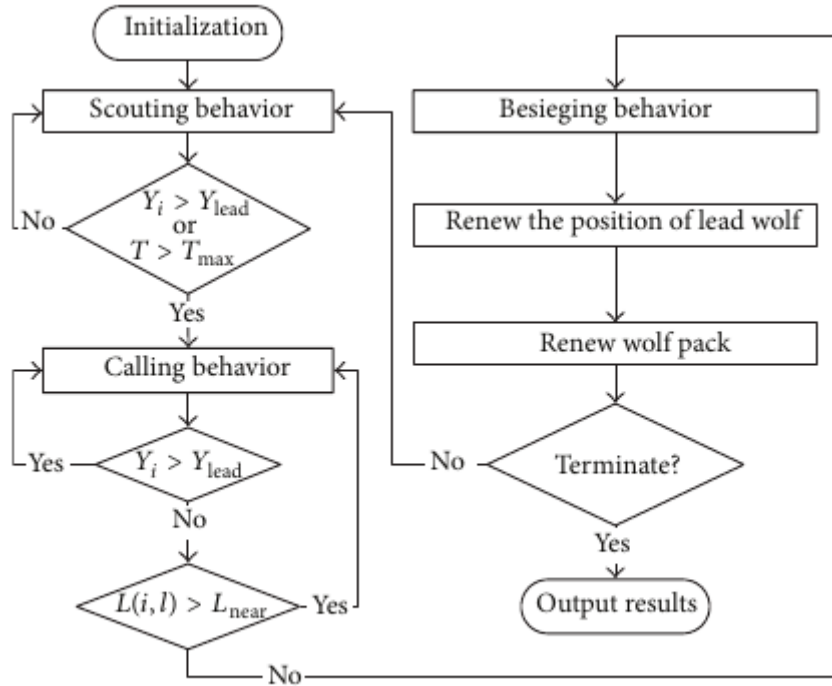 Initialization
Scouting behavior
Y_i > Y_lead
or
T > T_max
No
Yes
Calling behavior
Y_i > Y_lead
Yes
No
L(i, l) > L_near
Yes
No
Besieging behavior
Renew the position of lead wolf
Renew wolf pack
Terminate?
No
Yes
Output results